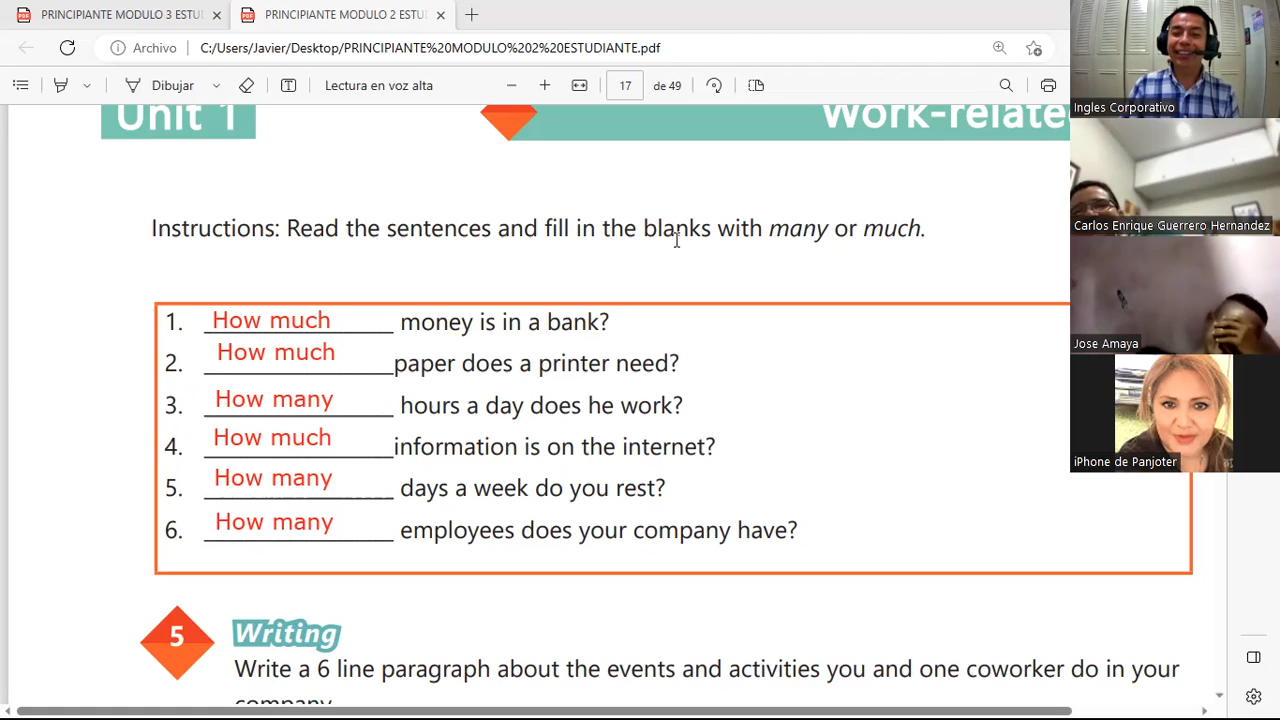 PRINCIPIANTE MODULO 3 ESTU
PRINCIPIANTE MODULO 2 ESTU
Archivo C:/Users/Javier/Desktop/PRINCIPIANTE%20MODULO%202%20ESTUDIANTE.pdf
Dibujar Lectura en voz alta 17 de 49
Unit 1 Work-relate
Instructions: Read the sentences and fill in the blanks with many or much.
1. How much money is in a bank?
2. How much paper does a printer need?
3. How many hours a day does he work?
4. How much information is on the internet?
5. How many days a week do you rest?
6. How many employees does your company have?
5 Writing
Write a 6 line paragraph about the events and activities you and one coworker do in your
company.
Ingles Corporativo
Carlos Enrique Guerrero Hernandez
Jose Amaya
iPhone de Panjoter